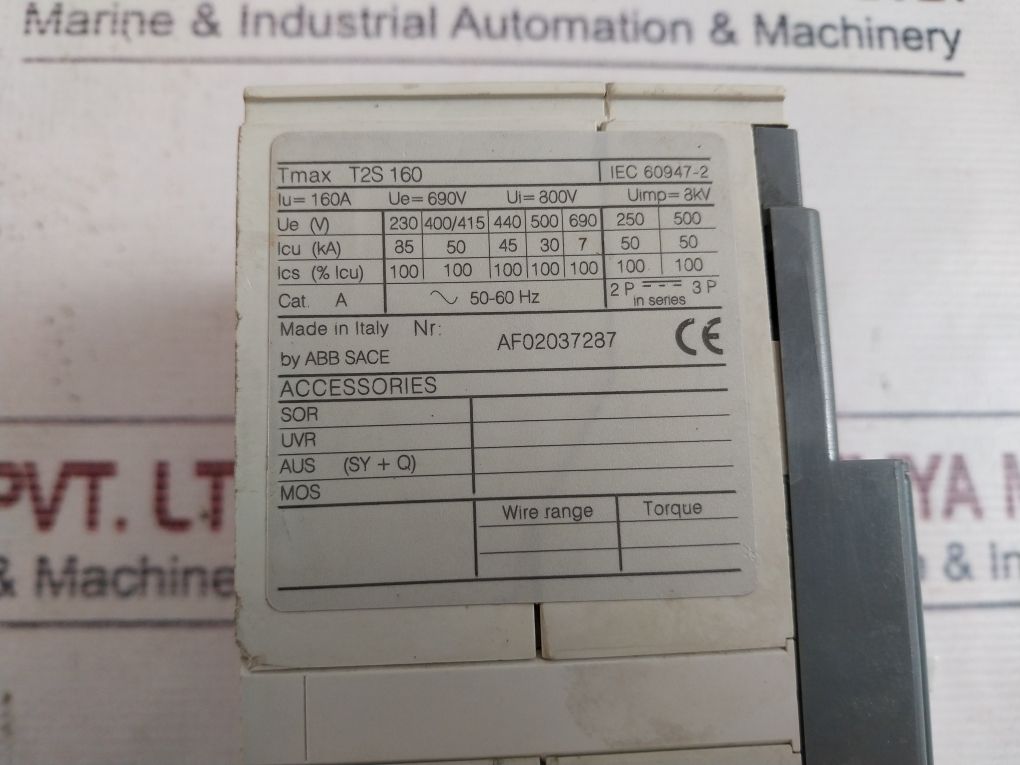 Marine & Industrial Automation & Machinery
Tmax T2S 160 IEC 60947-2
Iu= 160A Ue= 690V Ui= 800V Uimp= 8kV
Ue (V) 230 400/415 440 500 690 250 500
Icu (kA) 85 50 45 30 7 50 50
Ics (% Icu) 100 100 100 100 100 100 100
Cat. A ~ 50-60 Hz 2 P 3 P
in series
Made in Italy Nr:
by ABB SACE AF02037287 CE
ACCESSORIES
SOR
UVR
AUS (SY + Q)
MOS
Wire range Torque
PVT. LT
YA
& Machine
& In